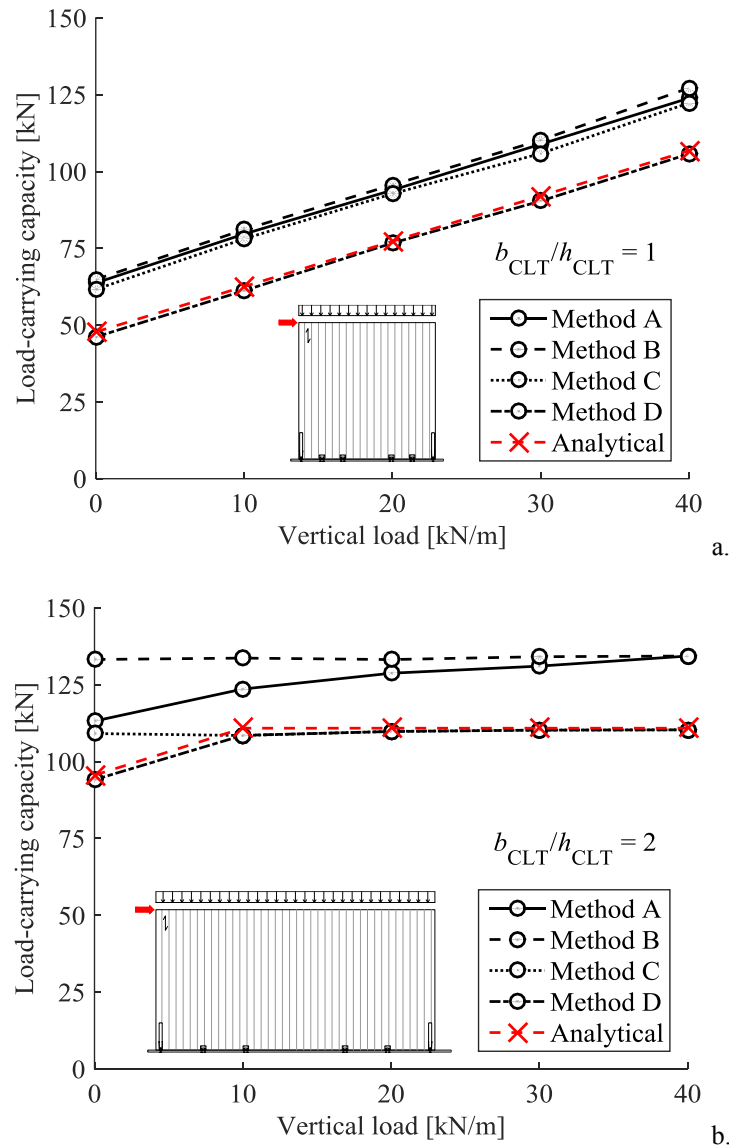 150
125
100
75
50
25
0
Load-carrying capacity [kN]
b_CLT/h_CLT = 1
Method A
Method B
Method C
Method D
Analytical
0 10 20 30 40
Vertical load [kN/m]
a.
150
125
100
75
50
25
0
Load-carrying capacity [kN]
b_CLT/h_CLT = 2
Method A
Method B
Method C
Method D
Analytical
0 10 20 30 40
Vertical load [kN/m]
b.